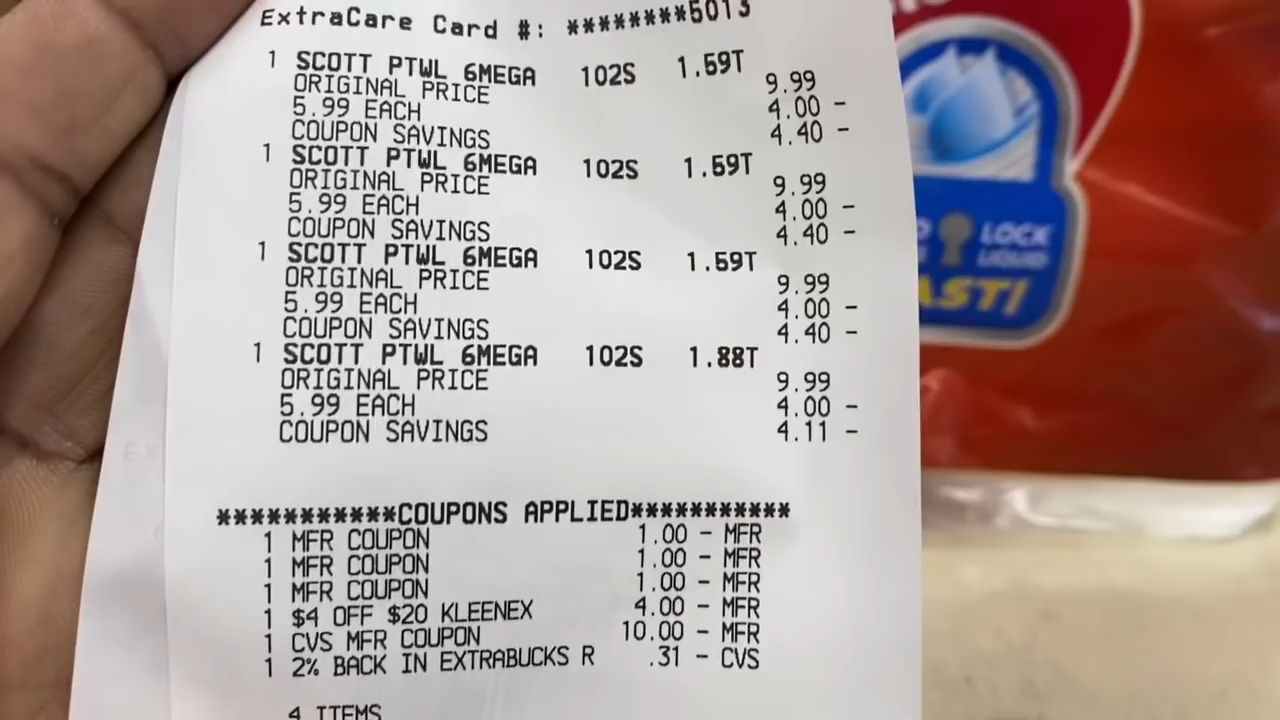 ExtraCare Card #: ********5013
1 SCOTT PTWL 6MEGA 102S 1.59T
ORIGINAL PRICE 9.99
5.99 EACH 4.00 -
COUPON SAVINGS 4.40 -
1 SCOTT PTWL 6MEGA 102S 1.59T
ORIGINAL PRICE 9.99
5.99 EACH 4.00 -
COUPON SAVINGS 4.40 -
1 SCOTT PTWL 6MEGA 102S 1.59T
ORIGINAL PRICE 9.99
5.99 EACH 4.00 -
COUPON SAVINGS 4.40 -
1 SCOTT PTWL 6MEGA 102S 1.88T
ORIGINAL PRICE 9.99
5.99 EACH 4.00 -
COUPON SAVINGS 4.11 -
***********COUPONS APPLIED***********
1 MFR COUPON 1.00 - MFR
1 MFR COUPON 1.00 - MFR
1 MFR COUPON 1.00 - MFR
1 $4 OFF $20 KLEENEX 4.00 - MFR
1 CVS MFR COUPON 10.00 - MFR
1 2% BACK IN EXTRABUCKS R .31 - CVS
4 ITEMS
LOCK
LIQUID